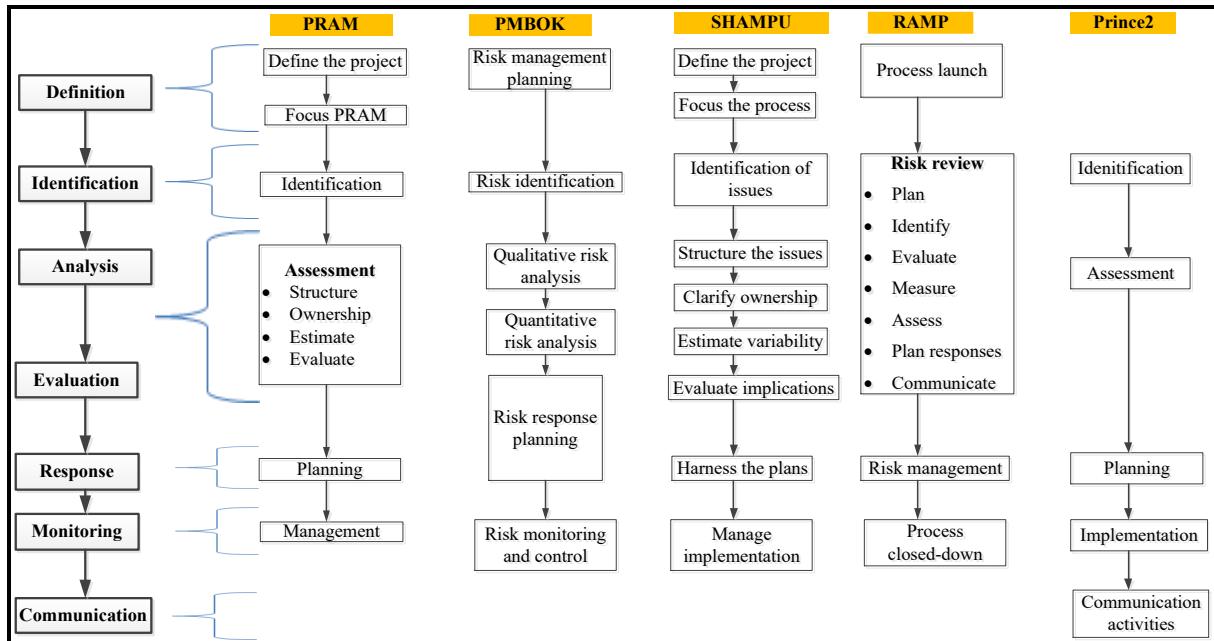 PRAM
PMBOK
SHAMPU
RAMP
Prince2
Definition
Identification
Analysis
Evaluation
Response
Monitoring
Communication
Define the project
Focus PRAM
Identification
Assessment
• Structure
• Ownership
• Estimate
• Evaluate
Planning
Management
Risk management
planning
Risk identification
Qualitative risk
analysis
Quantitative
risk analysis
Risk response
planning
Risk monitoring
and control
Define the project
Focus the process
Identification of
issues
Structure the issues
Clarify ownership
Estimate variability
Evaluate implications
Harness the plans
Manage
implementation
Process launch
Risk review
• Plan
• Identify
• Evaluate
• Measure
• Assess
• Plan responses
• Communicate
Risk management
Process
closed-down
Idenitification
Assessment
Planning
Implementation
Communication
activities